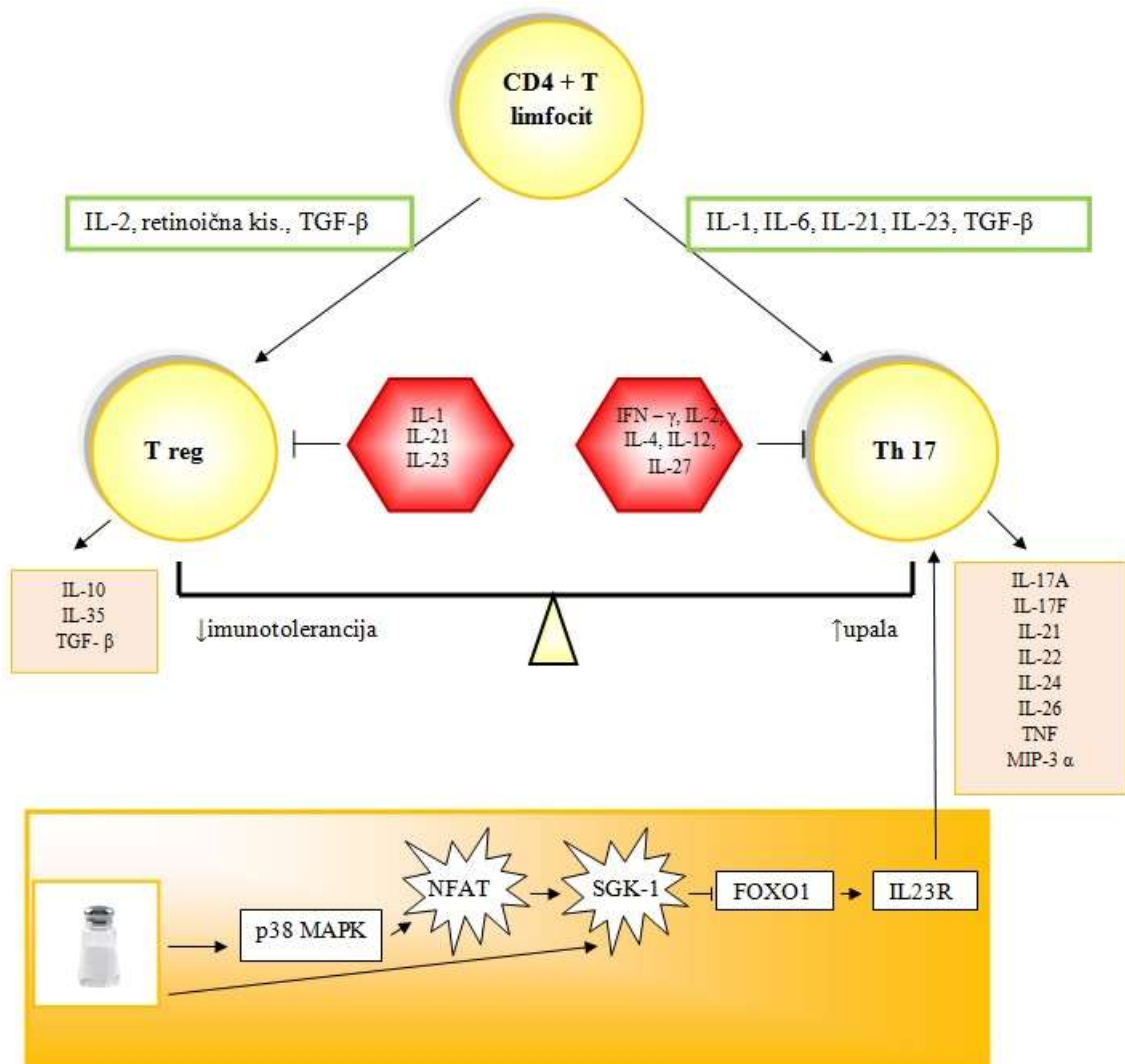 CD4 + T
limfocit
IL-2, retinoična kis., TGF-β
IL-1, IL-6, IL-21, IL-23, TGF-β
T reg
IL-1
IL-21
IL-23
IFN – γ, IL-2,
IL-4, IL-12,
IL-27
Th 17
IL-10
IL-35
TGF- β
↓imunotolerancija
↑upala
IL-17A
IL-17F
IL-21
IL-22
IL-24
IL-26
TNF
MIP-3 α
p38 MAPK
NFAT
SGK-1
FOXO1
IL23R